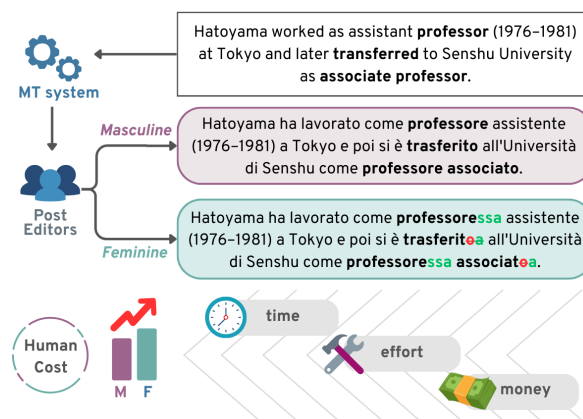 Hatoyama worked as assistant professor (1976–1981)
at Tokyo and later transferred to Senshu University
as associate professor.
MT system
Masculine
Hatoyama ha lavorato come professore assistente
(1976–1981) a Tokyo e poi si è trasferito all'Università
di Senshu come professore associato.
Post
Editors
Feminine
Hatoyama ha lavorato come professoressa assistente
(1976–1981) a Tokyo e poi si è trasferitoa all'Università
di Senshu come professoressa associatoa.
Human
Cost
M F
time
effort
money